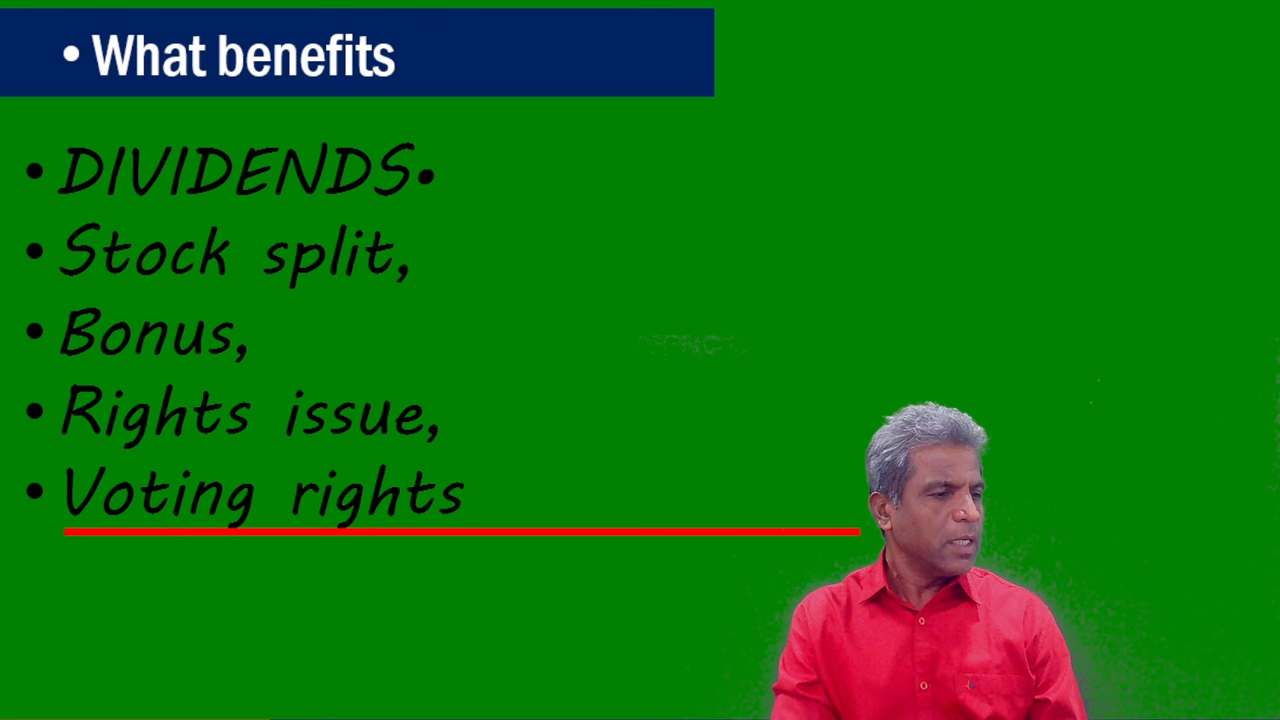 • What benefits
• DIVIDENDS•
• Stock split,
• Bonus,
• Rights issue,
• Voting rights